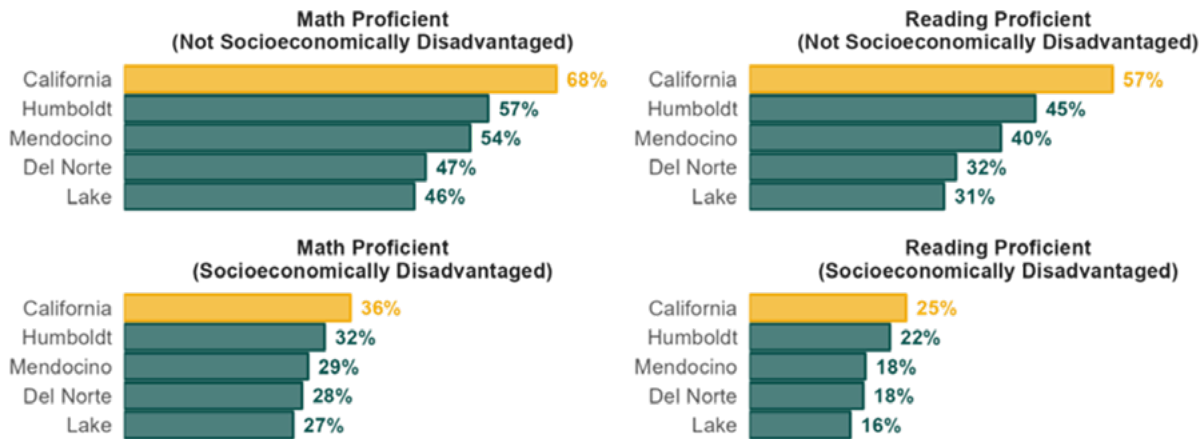 Math Proficient
(Not Socioeconomically Disadvantaged)
California 68%
Humboldt 57%
Mendocino 54%
Del Norte 47%
Lake 46%
Reading Proficient
(Not Socioeconomically Disadvantaged)
California 57%
Humboldt 45%
Mendocino 40%
Del Norte 32%
Lake 31%
Math Proficient
(Socioeconomically Disadvantaged)
California 36%
Humboldt 32%
Mendocino 29%
Del Norte 28%
Lake 27%
Reading Proficient
(Socioeconomically Disadvantaged)
California 25%
Humboldt 22%
Mendocino 18%
Del Norte 18%
Lake 16%